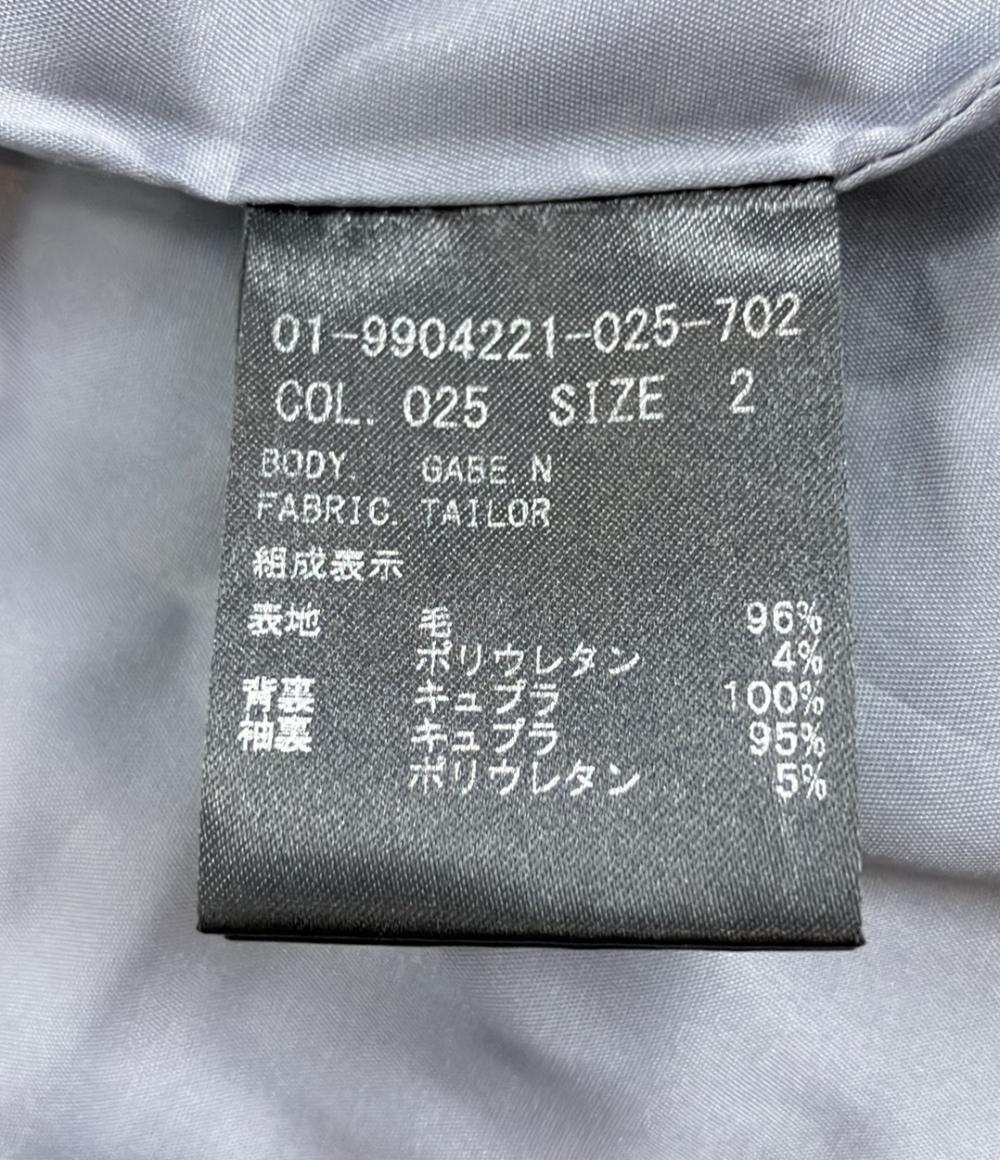 01-9904221-025-702
COL. 025 SIZE 2
BODY. GABE N
FABRIC. TAILOR
組成表示
表地 毛 96%
ポリウレタン 4%
背裏 キュプラ 100%
袖裏 キュプラ 95%
ポリウレタン 5%